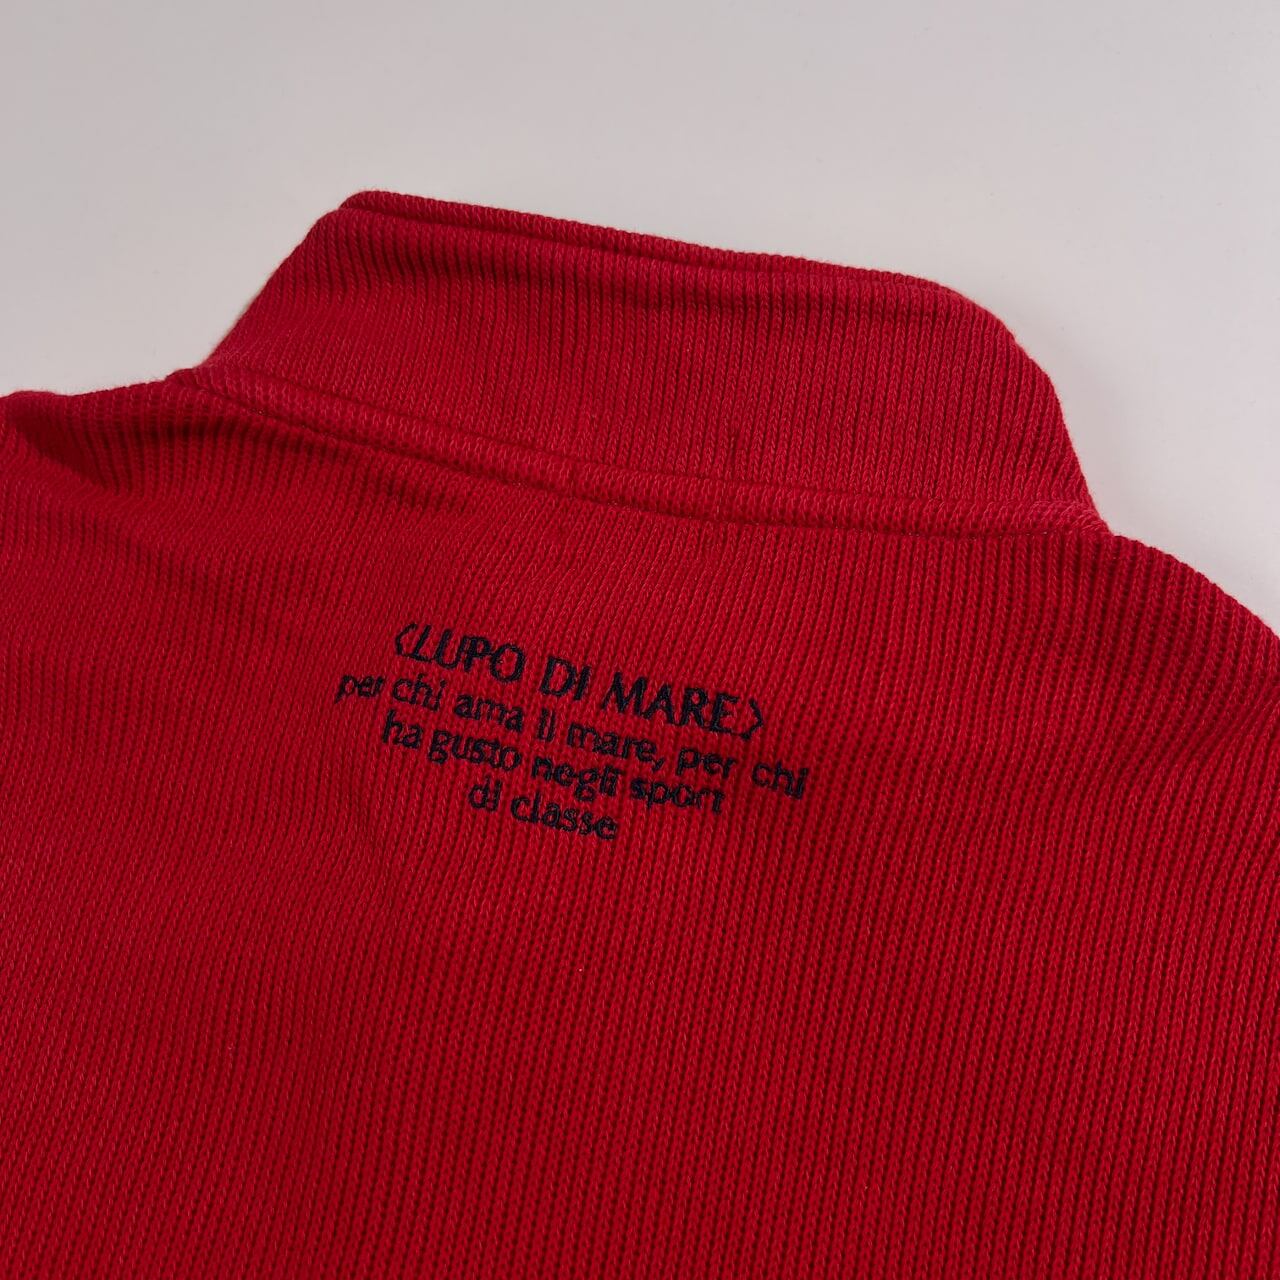 <LUPO DI MARE>
per chi ama il mare, per chi
ha gusto negli sport
di classe